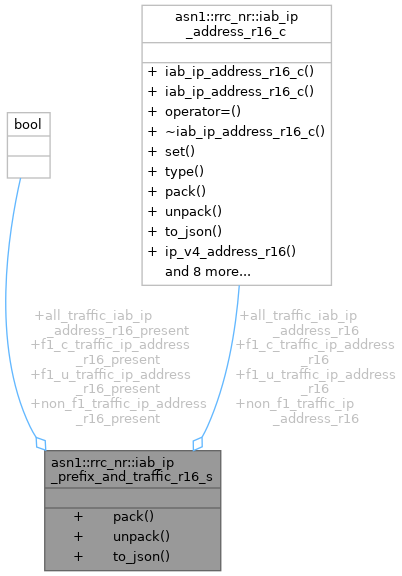 asn1::rrc_nr::iab_ip
_address_r16_c
+ iab_ip_address_r16_c()
+ iab_ip_address_r16_c()
+ operator=()
+ ~iab_ip_address_r16_c()
+ set()
+ type()
+ pack()
+ unpack()
+ to_json()
+ ip_v4_address_r16()
and 8 more...
bool
+all_traffic_iab_ip
_address_r16_present
+f1_c_traffic_ip_address
_r16_present
+f1_u_traffic_ip_address
_r16_present
+non_f1_traffic_ip_address
_r16_present
+all_traffic_iab_ip
_address_r16
+f1_c_traffic_ip_address
_r16
+f1_u_traffic_ip_address
_r16
+non_f1_traffic_ip
_address_r16
asn1::rrc_nr::iab_ip
_prefix_and_traffic_r16_s
+ pack()
+ unpack()
+ to_json()